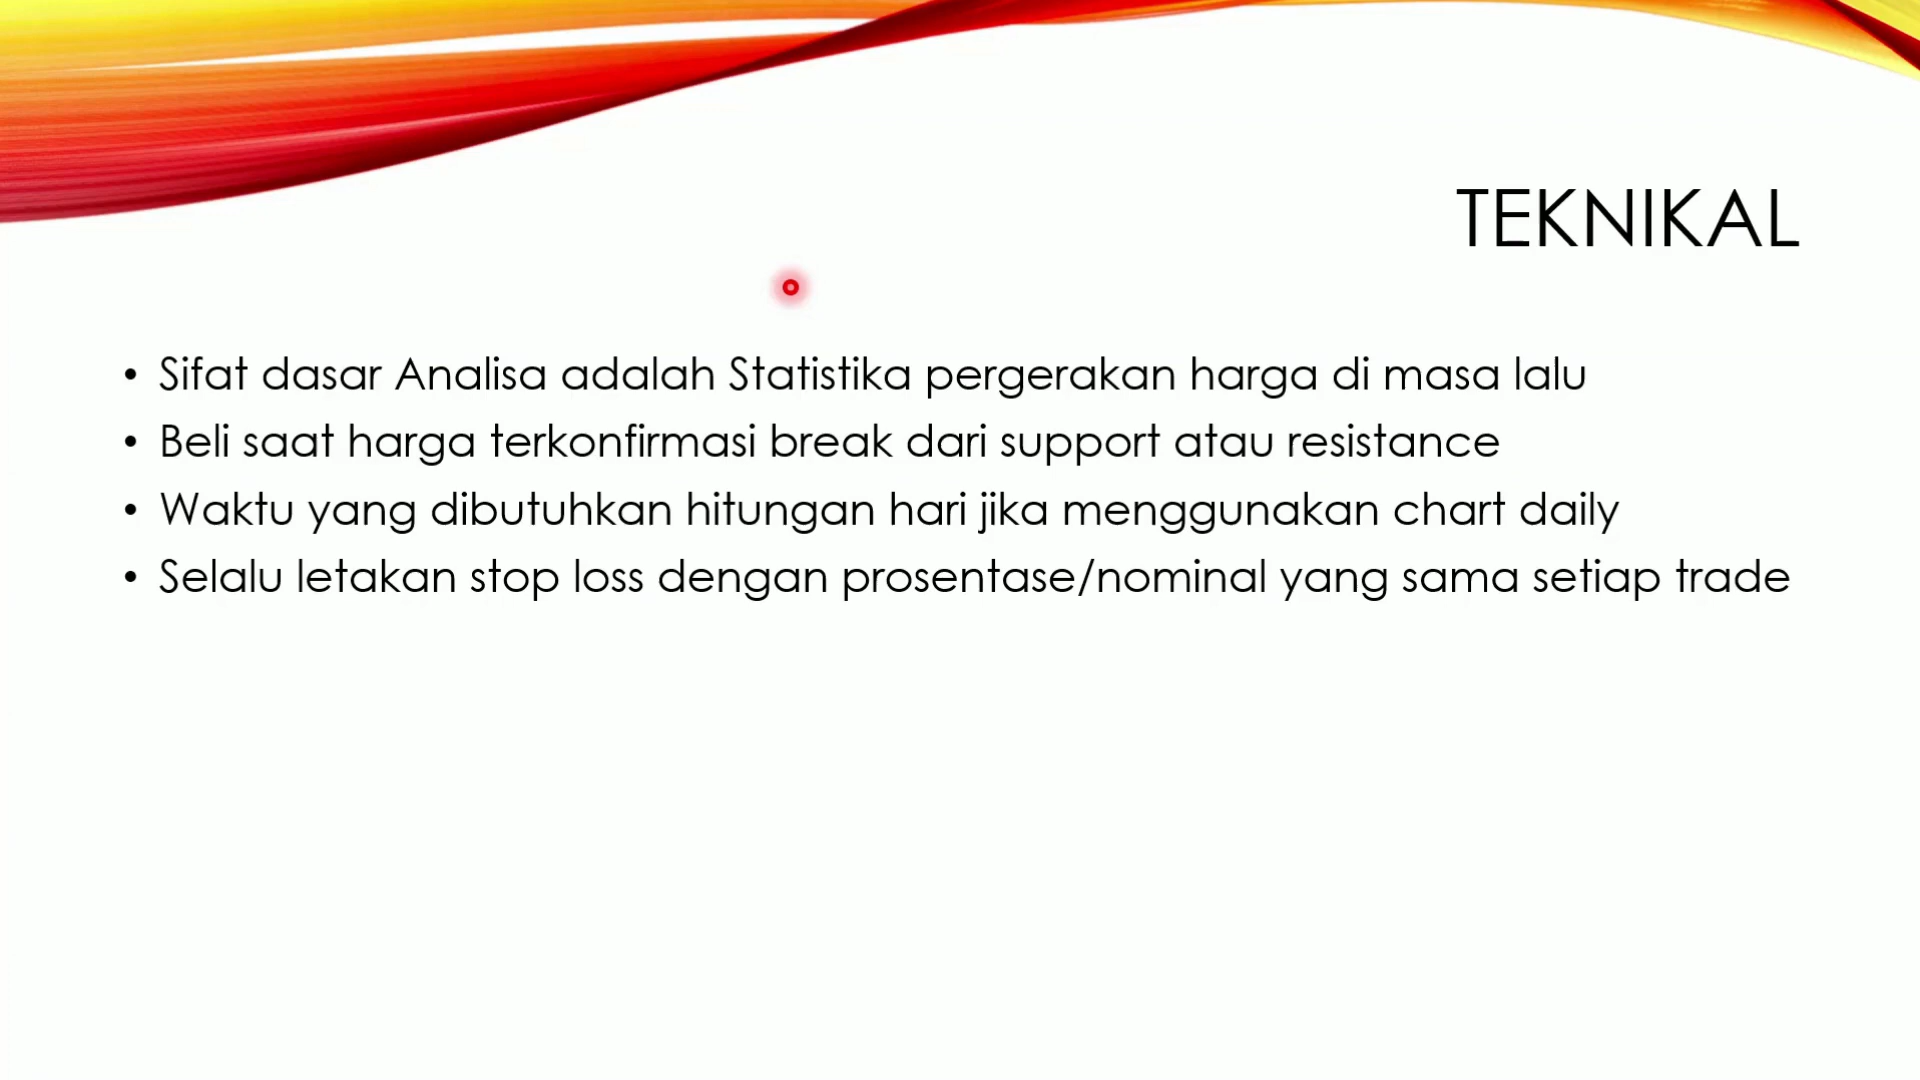 TEKNIKAL
• Sifat dasar Analisa adalah Statistika pergerakan harga di masa lalu
• Beli saat harga terkonfirmasi break dari support atau resistance
• Waktu yang dibutuhkan hitungan hari jika menggunakan chart daily
• Selalu letakan stop loss dengan prosentase/nominal yang sama setiap trade